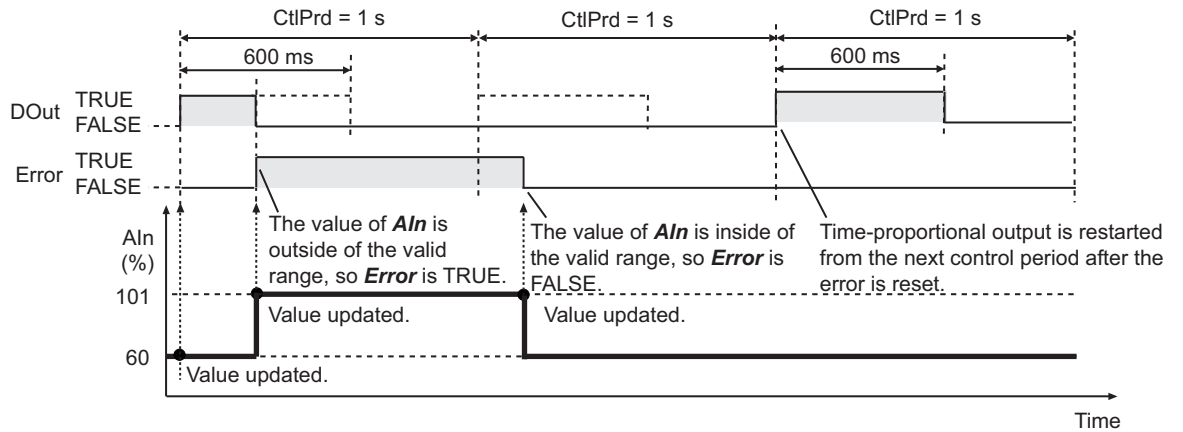 CtlPrd = 1 s
CtlPrd = 1 s
CtlPrd = 1 s
600 ms
600 ms
DOut
TRUE
FALSE
Error
TRUE
FALSE
The value of AIn is
outside of the valid
range, so Error is TRUE.
The value of AIn is inside of
the valid range, so Error is
FALSE.
Time-proportional output is restarted
from the next control period after the
error is reset.
AIn
(%)
101
Value updated.
Value updated.
60
Value updated.
Time